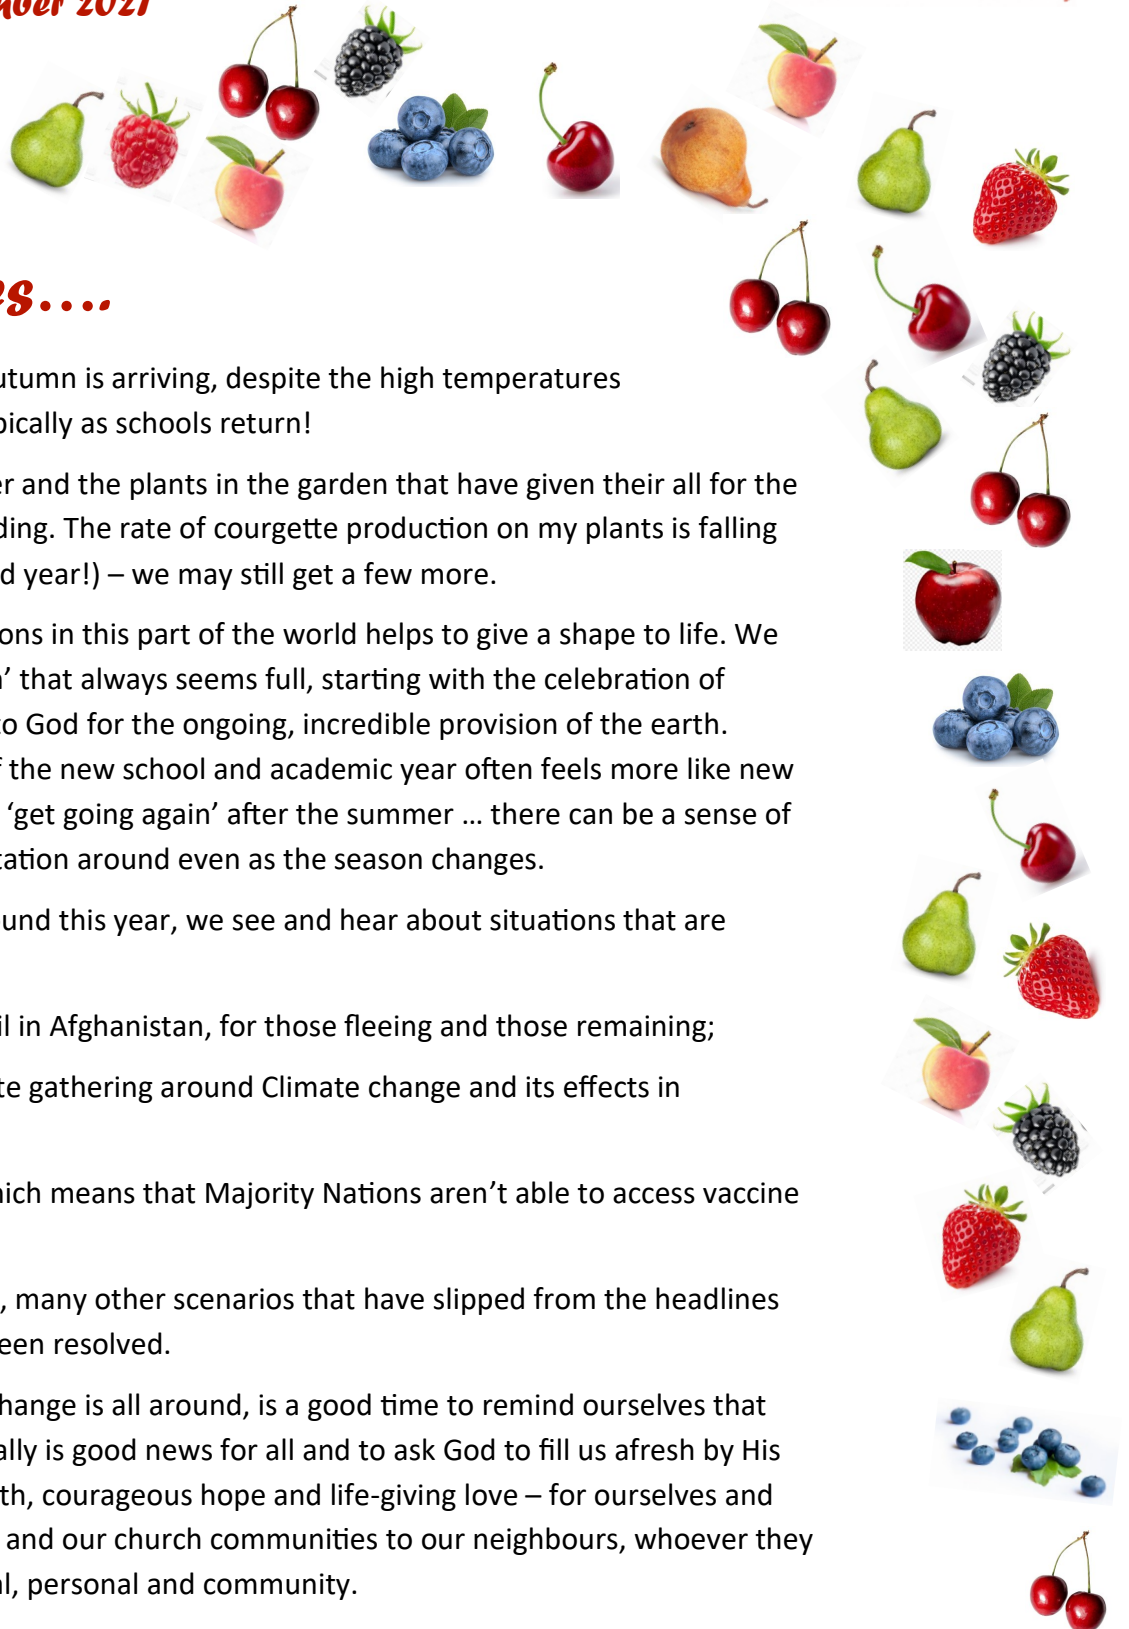 mber 2021
es....
utumn is arriving, despite the high temperatures
pically as schools return!
er and the plants in the garden that have given their all for the
ding. The rate of courgette production on my plants is falling
d year!) – we may still get a few more.
ons in this part of the world helps to give a shape to life. We
n’ that always seems full, starting with the celebration of
to God for the ongoing, incredible provision of the earth.
f the new school and academic year often feels more like new
‘get going again’ after the summer … there can be a sense of
tation around even as the season changes.
ound this year, we see and hear about situations that are
il in Afghanistan, for those fleeing and those remaining;
te gathering around Climate change and its effects in
hich means that Majority Nations aren’t able to access vaccine
, many other scenarios that have slipped from the headlines
een resolved.
hange is all around, is a good time to remind ourselves that
ally is good news for all and to ask God to fill us afresh by His
th, courageous hope and life-giving love – for ourselves and
and our church communities to our neighbours, whoever they
al, personal and community.